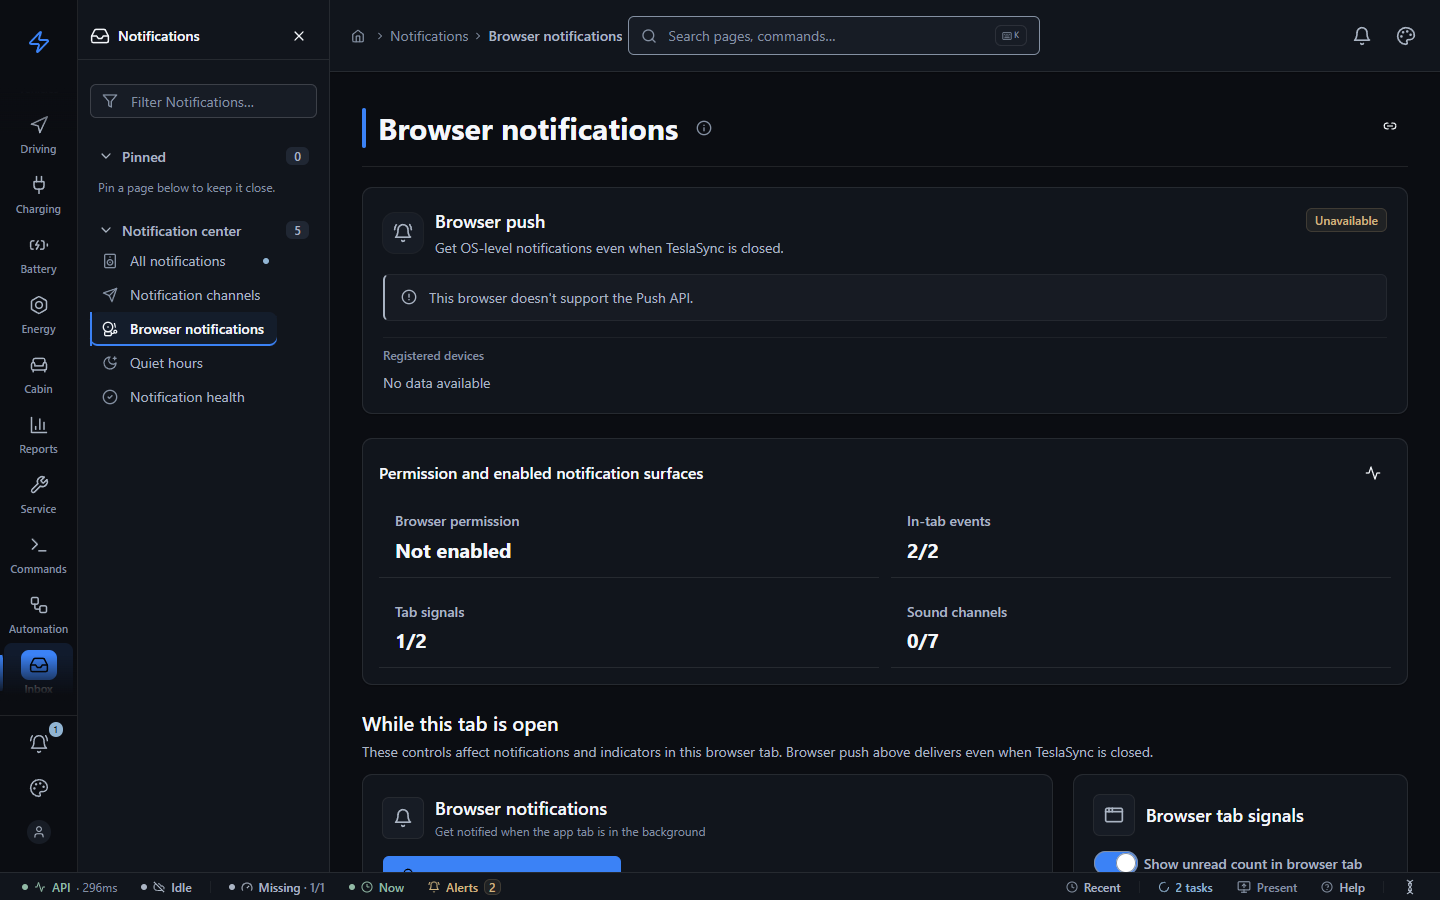 Notifications
Notifications
Browser notifications
Search pages, commands...
K
Filter Notifications...
Driving
Charging
Battery
Energy
Cabin
Reports
Service
Commands
Automation
Inbox
1
Pinned
0
Pin a page below to keep it close.
Notification center
5
All notifications
Notification channels
Browser notifications
Quiet hours
Notification health
Browser notifications
Browser push
Unavailable
Get OS-level notifications even when TeslaSync is closed.
This browser doesn't support the Push API.
Registered devices
No data available
Permission and enabled notification surfaces
Browser permission
Not enabled
In-tab events
2/2
Tab signals
1/2
Sound channels
0/7
While this tab is open
These controls affect notifications and indicators in this browser tab. Browser push above delivers even when TeslaSync is closed.
Browser notifications
Get notified when the app tab is in the background
Browser tab signals
Show unread count in browser tab
API · 296ms
Idle
Missing · 1/1
Now
Alerts 2
Recent
2 tasks
Present
Help